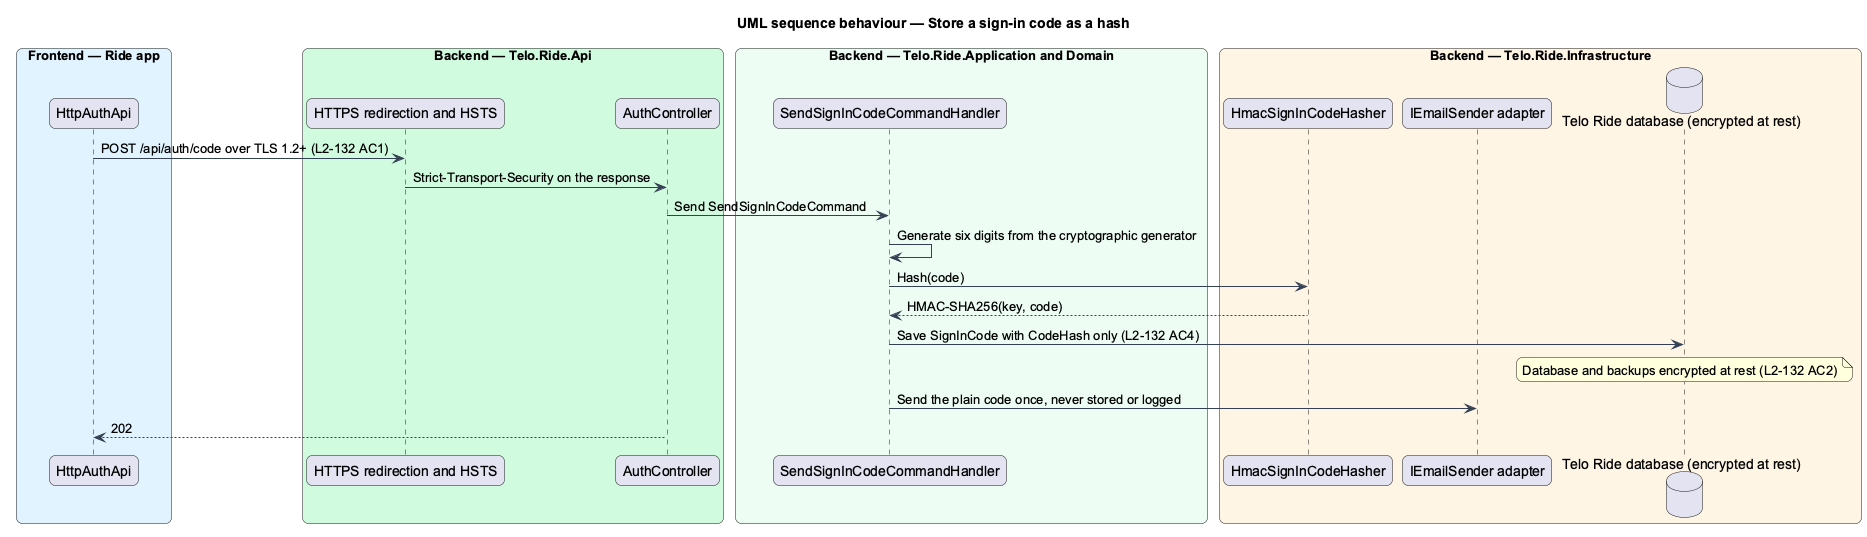 UML sequence behaviour — Store a sign-in code as a hash
Frontend — Ride app
Backend — Telo.Ride.Api
Backend — Telo.Ride.Application and Domain
Backend — Telo.Ride.Infrastructure
HttpAuthApi
HTTPS redirection and HSTS
AuthController
SendSignInCodeCommandHandler
HmacSignInCodeHasher
IEmailSender adapter
Telo Ride database (encrypted at rest)
POST /api/auth/code over TLS 1.2+ (L2-132 AC1)
Strict-Transport-Security on the response
Send SendSignInCodeCommand
Generate six digits from the cryptographic generator
Hash(code)
HMAC-SHA256(key, code)
Save SignInCode with CodeHash only (L2-132 AC4)
Database and backups encrypted at rest (L2-132 AC2)
Send the plain code once, never stored or logged
202
HttpAuthApi
HTTPS redirection and HSTS
AuthController
SendSignInCodeCommandHandler
HmacSignInCodeHasher
IEmailSender adapter
Telo Ride database (encrypted at rest)